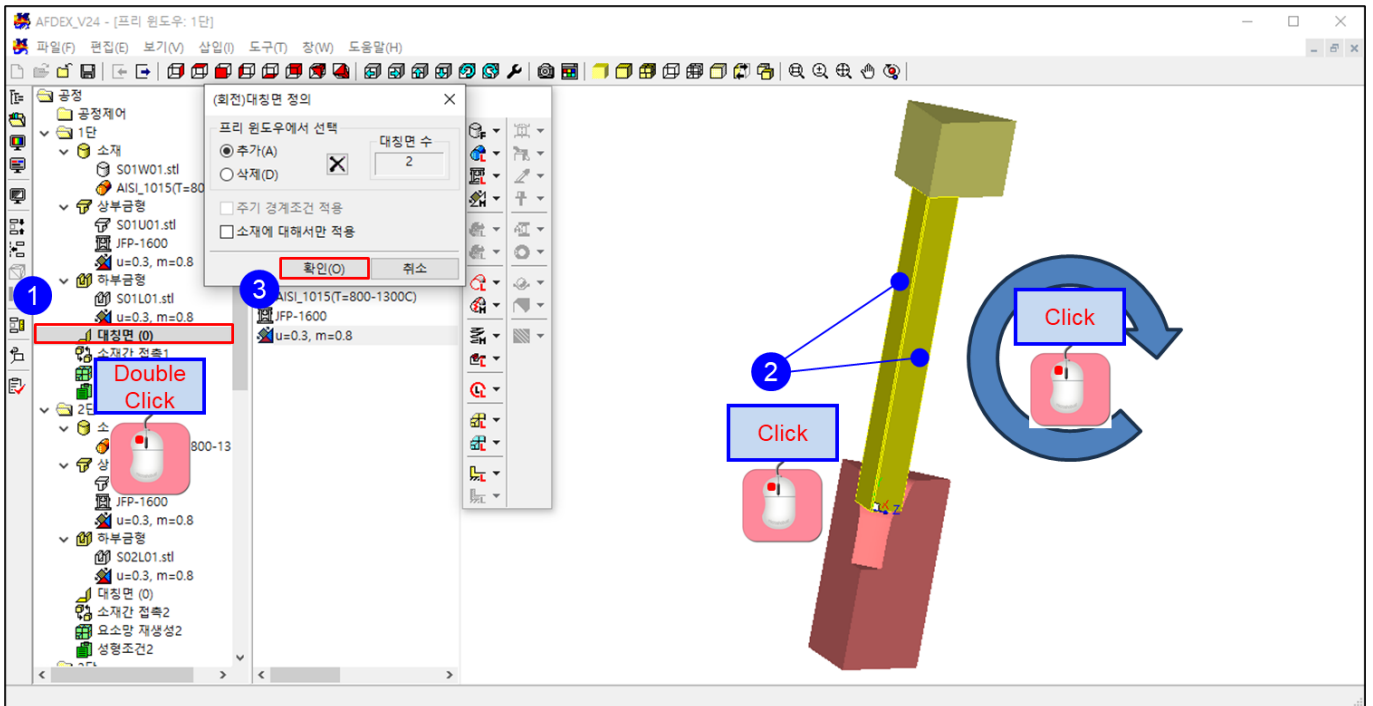 AFDEX_V24 - [프리 윈도우: 1단]
파일(F) 편집(E) 보기(V) 삽입(I) 도구(T) 창(W) 도움말(H)
공정
공정제어
1단
소재
S01W01.stl
AISI_1015(T=80
상부금형
S01U01.stl
JFP-1600
u=0.3, m=0.8
하부금형
S01L01.stl
u=0.3, m=0.8
대칭면 (0)
소재간 접촉1
2단
소
800-13
상
JFP-1600
u=0.3, m=0.8
하부금형
S02L01.stl
u=0.3, m=0.8
대칭면 (0)
소재간 접촉2
요소망 재생성2
성형조건2
(회전)대칭면 정의
프리 윈도우에서 선택
추가(A)
삭제(D)
대칭면 수
2
주기 경계조건 적용
소재에 대해서만 적용
확인(O)
취소
AISI_1015(T=800-1300C)
JFP-1600
u=0.3, m=0.8
1
Double
Click
2
Click
Click
3
Z